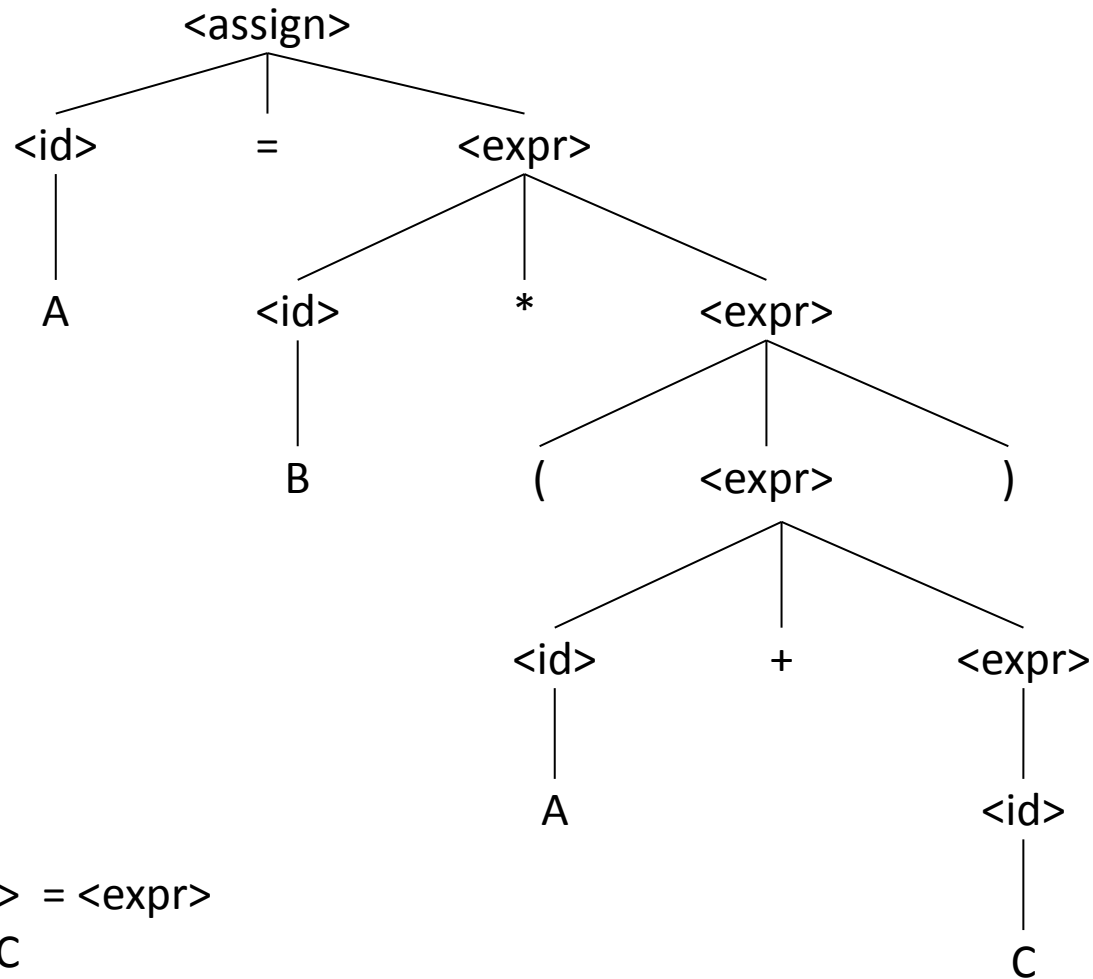 <assign>
<id> = <expr>
A <id> * <expr>
B ( <expr> )
<id> + <expr>
A <id>
> = <expr>
C
C